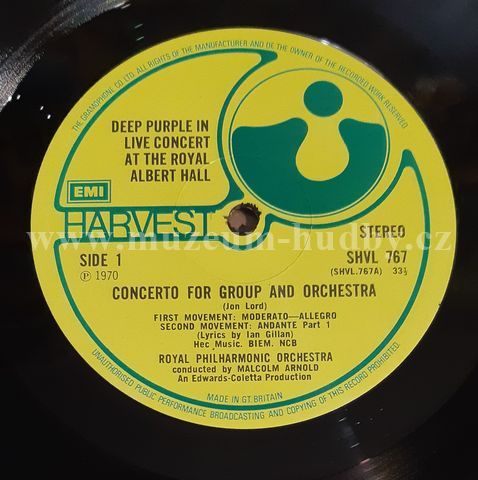 THE GRAMOPHONE CO. LTD. ALL RIGHTS OF THE MANUFACTURER AND OF THE OWNER OF THE RECORDED WORK RESERVED.
DEEP PURPLE IN
LIVE CONCERT
AT THE ROYAL
ALBERT HALL
EMI
HARVEST
STEREO
www.muzeum-hudby.cz
SIDE 1
SHVL 767
℗ 1970
(SHVL.767A) 33⅓
CONCERTO FOR GROUP AND ORCHESTRA
(Jon Lord)
FIRST MOVEMENT: MODERATO—ALLEGRO
SECOND MOVEMENT: ANDANTE Part 1
(Lyrics by Ian Gillan)
Hec Music. BIEM. NCB
ROYAL PHILHARMONIC ORCHESTRA
conducted by MALCOLM ARNOLD
An Edwards-Coletta Production
MADE IN GT. BRITAIN
UNAUTHORISED PUBLIC PERFORMANCE BROADCASTING AND COPYING OF THIS RECORD PROHIBITED.